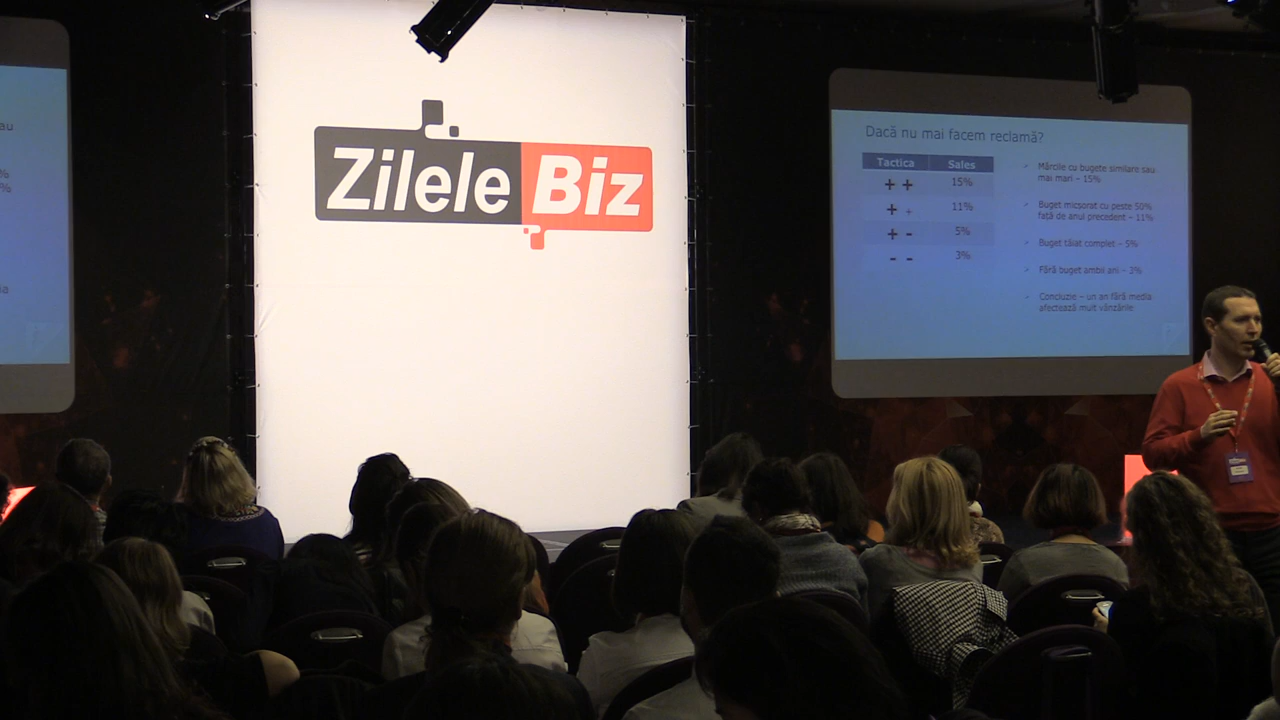 au
%
%
ia
Zilele Biz
Dacă nu mai facem reclamă?
Tactica Sales
+ + 15%
+ + 11%
+ - 5%
- - 3%
Mărcile cu bugete similare sau
mai mari – 15%
Buget micșorat cu peste 50%
față de anul precedent – 11%
Buget tăiat complet – 5%
Fără buget ambii ani – 3%
Concluzie – un an fără media
afectează mult vânzările